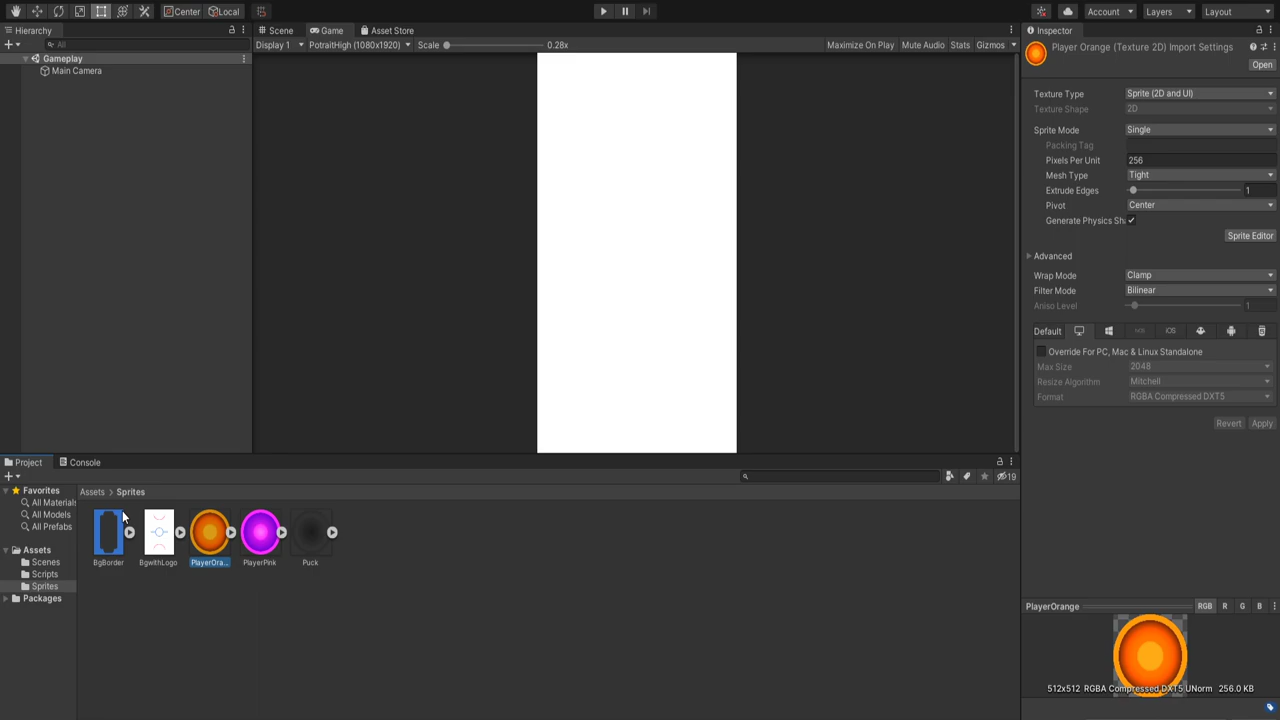 Center Local Account Layers Layout
Hierarchy Scene Game Asset Store Inspector
All
Display 1 PotraitHigh (1080x1920) Scale 0.28x Maximize On Play Mute Audio Stats Gizmos
Player Orange (Texture 2D) Import Settings
Open
Gameplay
Main Camera
Texture Type Sprite (2D and UI)
Texture Shape 2D
Sprite Mode Single
Packing Tag
Pixels Per Unit 256
Mesh Type Tight
Extrude Edges 1
Pivot Center
Generate Physics Sh
Sprite Editor
Advanced
Wrap Mode Clamp
Filter Mode Bilinear
Aniso Level 1
Default iOS
Override For PC, Mac & Linux Standalone
Max Size 2048
Resize Algorithm Mitchell
Format RGBA Compressed DXT5
Revert Apply
Project Console
19
Favorites
All Materials
All Models
All Prefabs
Assets
Scenes
Scripts
Sprites
Packages
Assets > Sprites
BgBorder BgwithLogo PlayerOra... PlayerPink Puck
PlayerOrange RGB R G B
512x512 RGBA Compressed DXT5 UNorm 256.0 KB